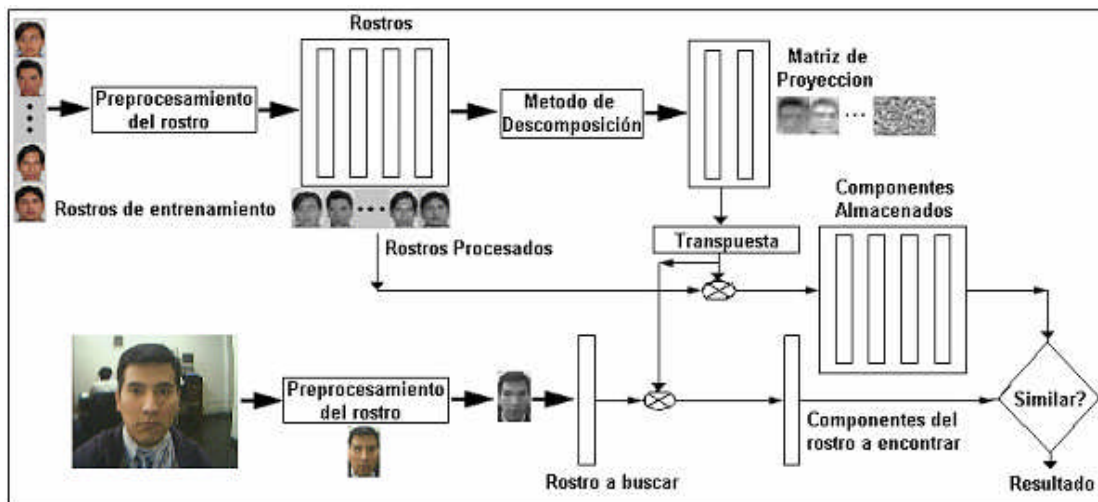 Rostros
Preprocesamiento
del rostro
Metodo de
Descomposición
Matriz de
Proyeccion
...
Rostros de entrenamiento
Rostros Procesados
Transpuesta
Componentes
Almacenados
Preprocesamiento
del rostro
Rostro a buscar
Componentes del
rostro a encontrar
Similar?
Resultado